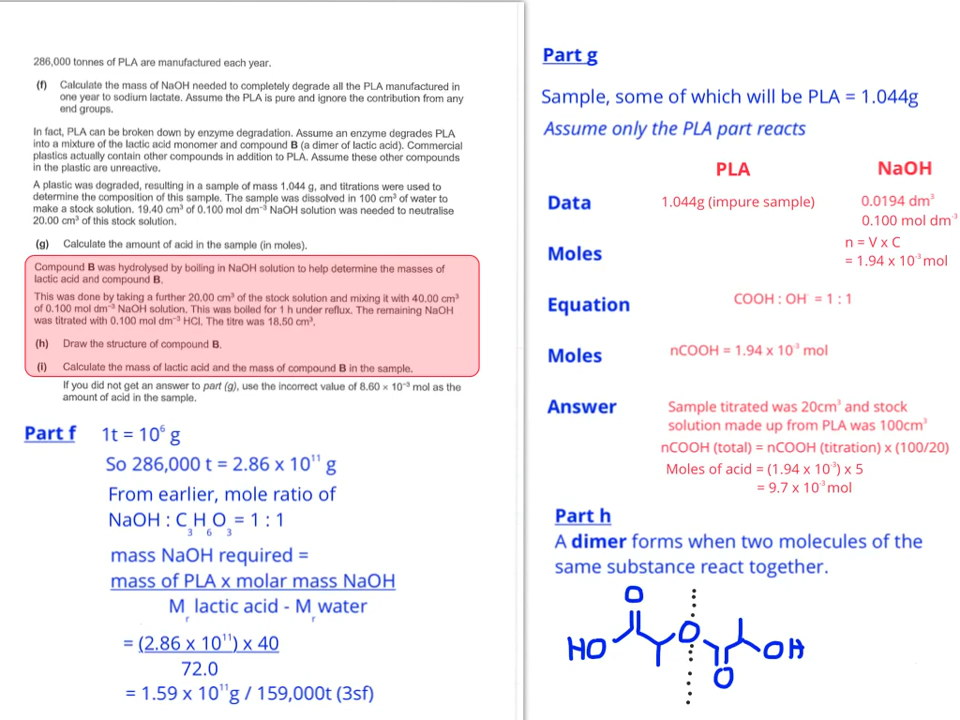 286,000 tonnes of PLA are manufactured each year.
(f) Calculate the mass of NaOH needed to completely degrade all the PLA manufactured in
one year to sodium lactate. Assume the PLA is pure and ignore the contribution from any
end groups.
In fact, PLA can be broken down by enzyme degradation. Assume an enzyme degrades PLA
into a mixture of the lactic acid monomer and compound B (a dimer of lactic acid). Commercial
plastics actually contain other compounds in addition to PLA. Assume these other compounds
in the plastic are unreactive.
A plastic was degraded, resulting in a sample of mass 1.044 g, and titrations were used to
determine the composition of this sample. The sample was dissolved in 100 cm³ of water to
make a stock solution. 19.40 cm³ of 0.100 mol dm⁻³ NaOH solution was needed to neutralise
20.00 cm³ of this stock solution.
(g) Calculate the amount of acid in the sample (in moles).
Compound B was hydrolysed by boiling in NaOH solution to help determine the masses of
lactic acid and compound B.
This was done by taking a further 20.00 cm³ of the stock solution and mixing it with 40.00 cm³
of 0.100 mol dm⁻³ NaOH solution. This was boiled for 1 h under reflux. The remaining NaOH
was titrated with 0.100 mol dm⁻³ HCl. The titre was 18.50 cm³.
(h) Draw the structure of compound B.
(i) Calculate the mass of lactic acid and the mass of compound B in the sample.
If you did not get an answer to part (g), use the incorrect value of 8.60 × 10⁻³ mol as the
amount of acid in the sample.
Part f 1t = 10⁶ g
So 286,000 t = 2.86 x 10¹¹ g
From earlier, mole ratio of
NaOH : C₃H₆O₃ = 1 : 1
mass NaOH required =
mass of PLA x molar mass NaOH
Mᵣ lactic acid - Mᵣ water
= (2.86 x 10¹¹) x 40
72.0
= 1.59 x 10¹¹g / 159,000t (3sf)
Part g
Sample, some of which will be PLA = 1.044g
Assume only the PLA part reacts
PLA NaOH
Data 1.044g (impure sample) 0.0194 dm³
0.100 mol dm⁻³
Moles n = V x C
= 1.94 x 10⁻³ mol
Equation COOH : OH⁻ = 1 : 1
Moles nCOOH = 1.94 x 10⁻³ mol
Answer Sample titrated was 20cm³ and stock
solution made up from PLA was 100cm³
nCOOH (total) = nCOOH (titration) x (100/20)
Moles of acid = (1.94 x 10⁻³) x 5
= 9.7 x 10⁻³ mol
Part h
A dimer forms when two molecules of the
same substance react together.
O
HO O OH
O